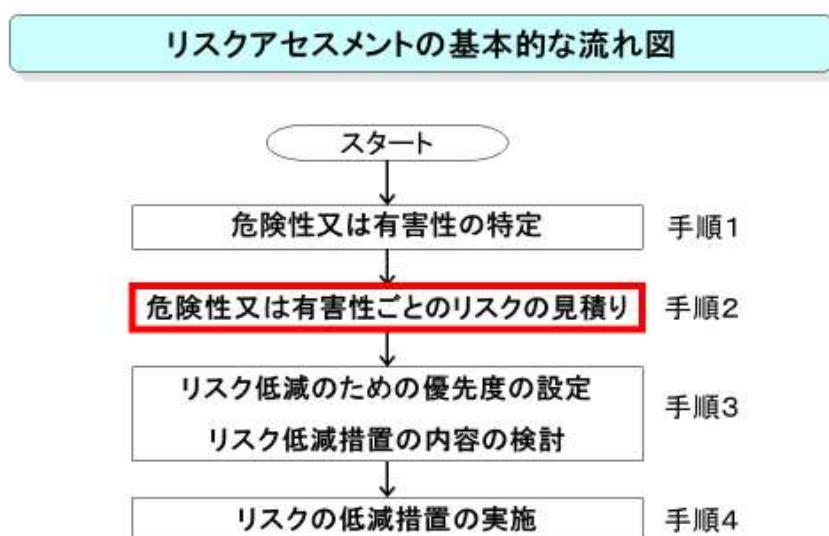 リスクアセスメントの基本的な流れ図
スタート
危険性又は有害性の特定 手順1
危険性又は有害性ごとのリスクの見積り 手順2
リスク低減のための優先度の設定
リスク低減措置の内容の検討
手順3
リスクの低減措置の実施 手順4